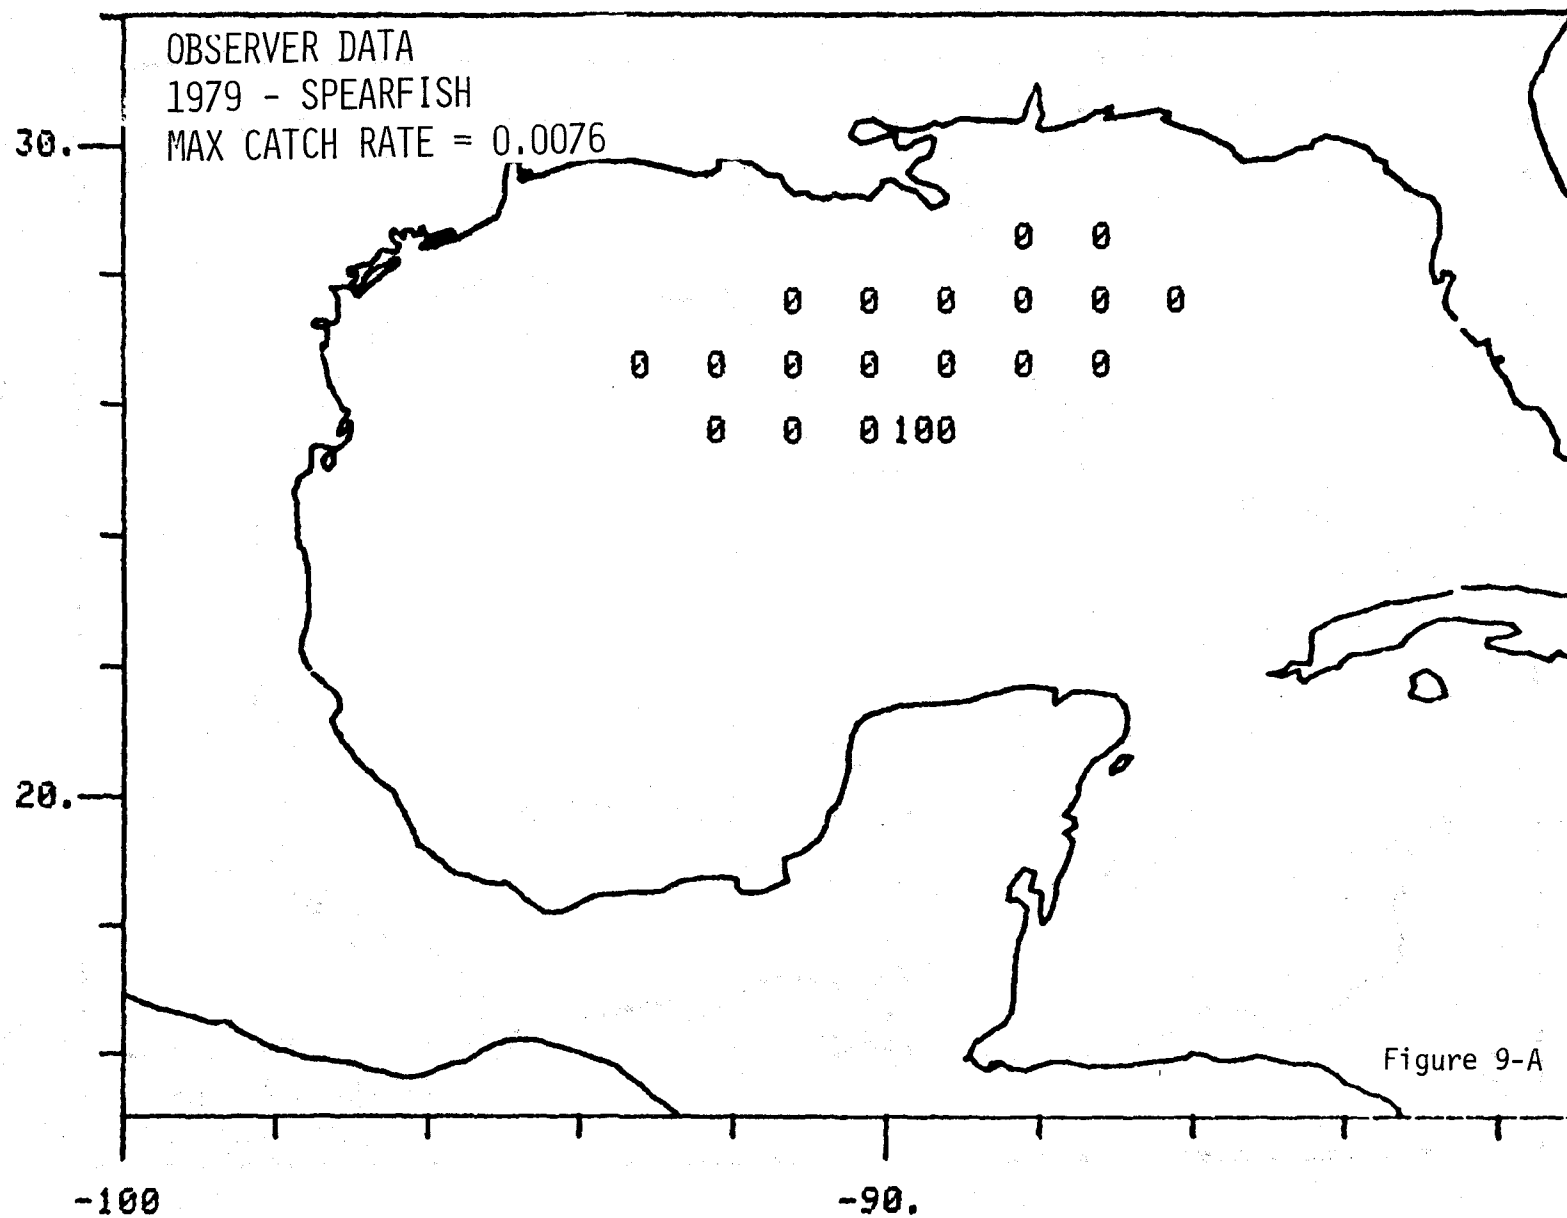 OBSERVER DATA
1979 - SPEARFISH
MAX CATCH RATE = 0.0076
30.
0 0
0 0 0 0 0 0
0 0 0 0 0 0 0
0 0 0 100
20.
Figure 9-A
-100 -90.